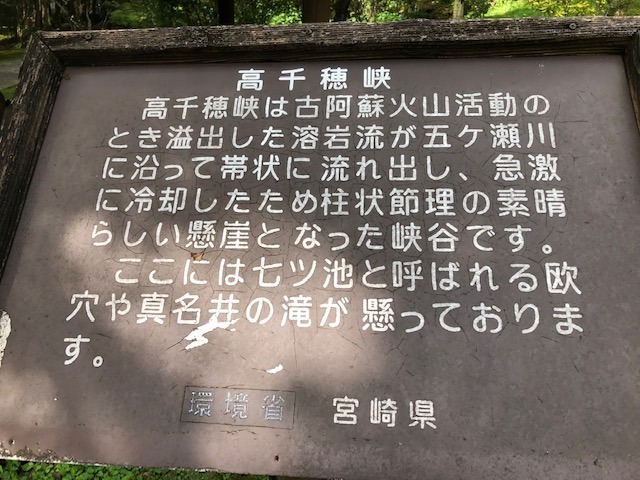 高千穂峡
高千穂峡は古阿蘇火山活動の
とき溢出した溶岩流が五ケ瀬川
に沿って帯状に流れ出し、急激
に冷却したため柱状節理の素晴
らしい懸崖となった峡谷です。
ここには七ツ池と呼ばれる欧
穴や真名井の滝が懸っておりま
す。
環境省 宮崎県